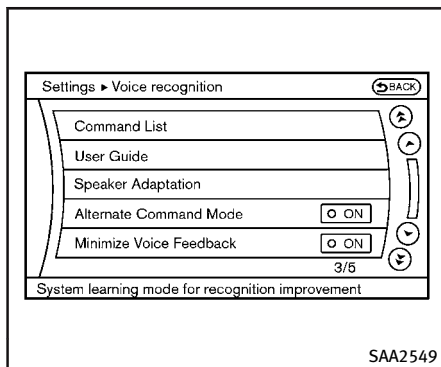 Settings ▸ Voice recognition
BACK
Command List
User Guide
Speaker Adaptation
Alternate Command Mode ON
Minimize Voice Feedback ON
3/5
System learning mode for recognition improvement
SAA2549